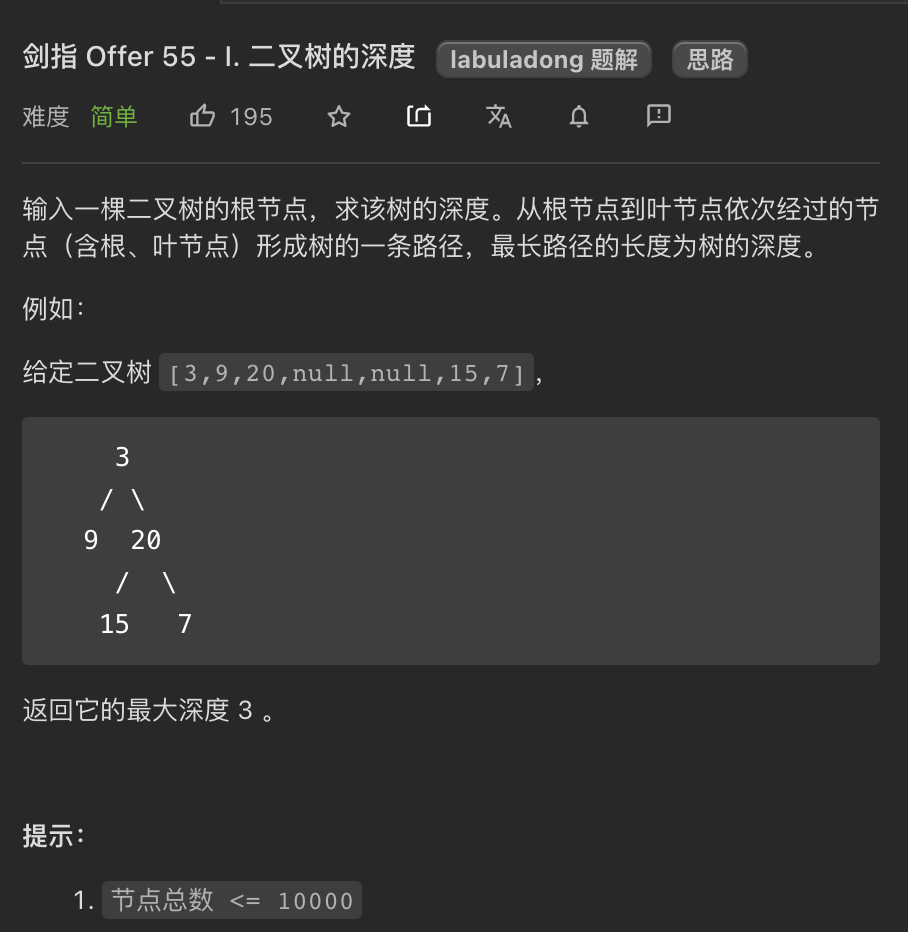 剑指 Offer 55 - I. 二叉树的深度 labuladong 题解 思路
难度 简单 195
输入一棵二叉树的根节点，求该树的深度。从根节点到叶节点依次经过的节
点（含根、叶节点）形成树的一条路径，最长路径的长度为树的深度。
例如：
给定二叉树 [3,9,20,null,null,15,7]，
3
/ \
9 20
/ \
15 7
返回它的最大深度 3 。
提示：
1. 节点总数 <= 10000